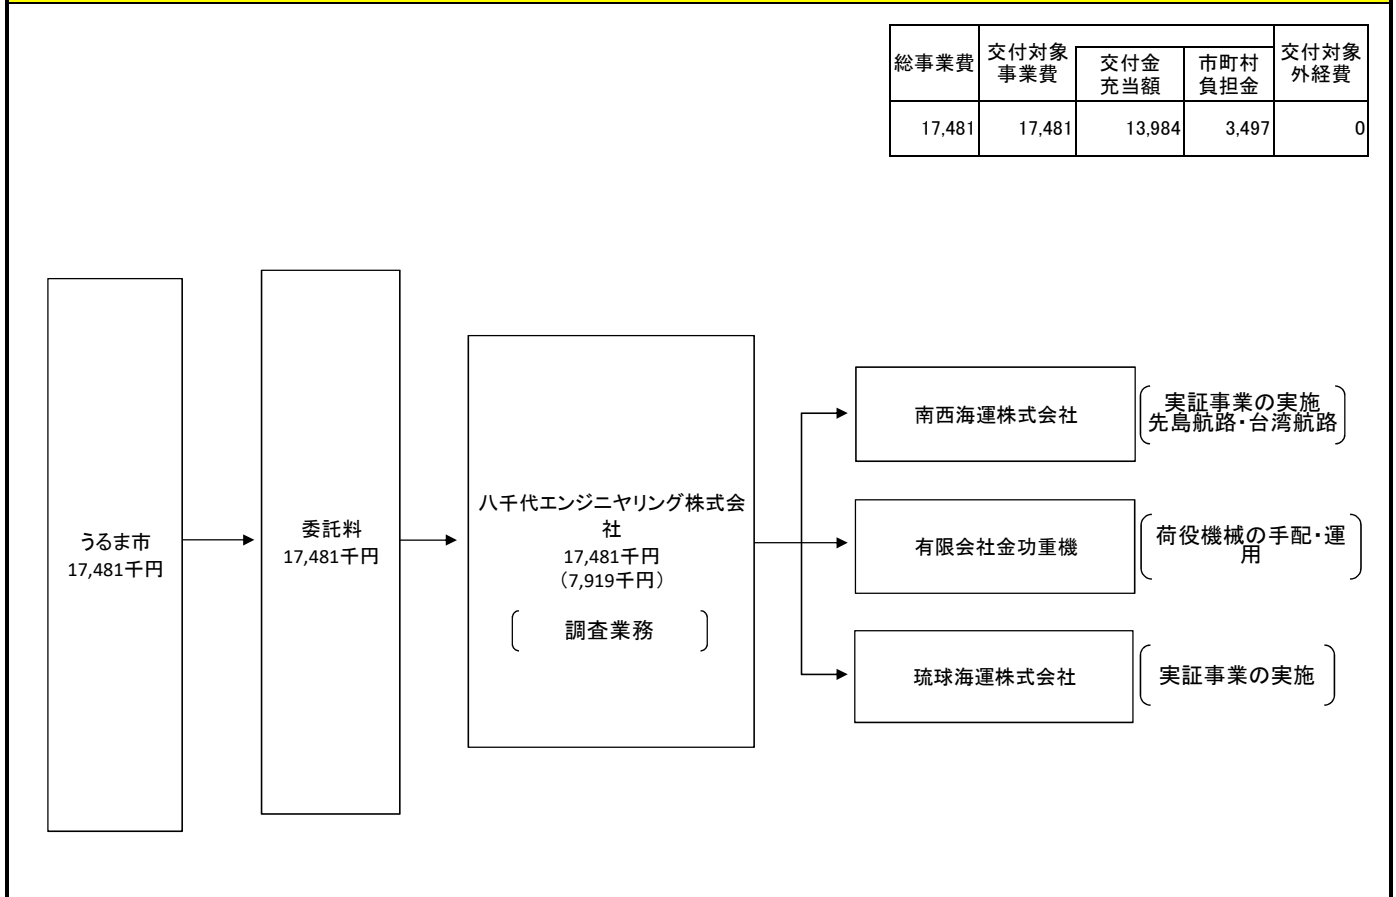 総事業費
交付対象
事業費
交付金
充当額
市町村
負担金
交付対象
外経費
17,481
17,481
13,984
3,497
0
うるま市
17,481千円
委託料
17,481千円
八千代エンジニヤリング株式会
社
17,481千円
（7,919千円）
調査業務
南西海運株式会社
実証事業の実施
先島航路・台湾航路
有限会社金功重機
荷役機械の手配・運
用
琉球海運株式会社
実証事業の実施